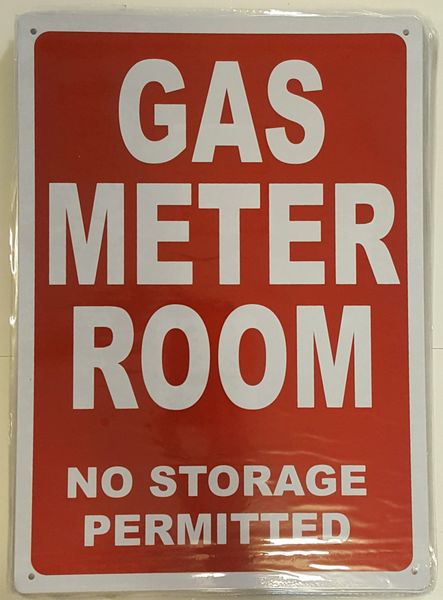 GAS
METER
ROOM
NO STORAGE
PERMITTED